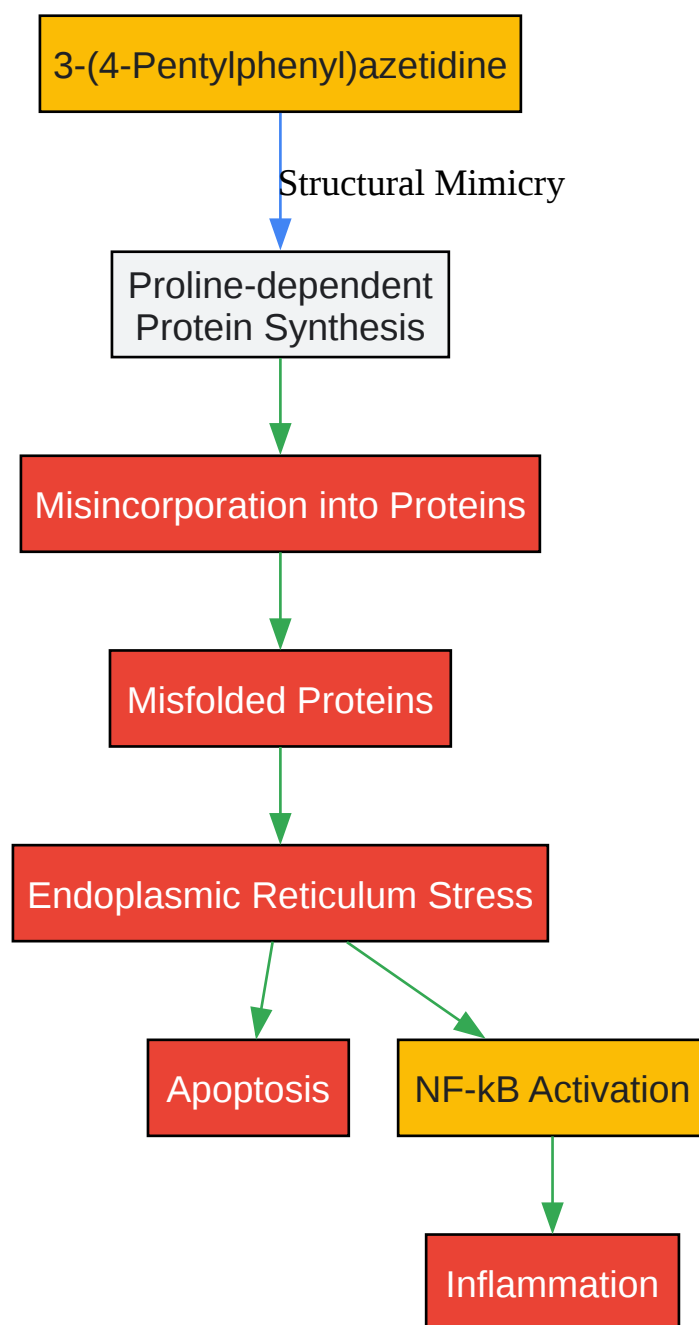 3-(4-Pentylphenyl)azetidine
Structural Mimicry
Proline-dependent
Protein Synthesis
Misincorporation into Proteins
Misfolded Proteins
Endoplasmic Reticulum Stress
Apoptosis
NF-kB Activation
Inflammation